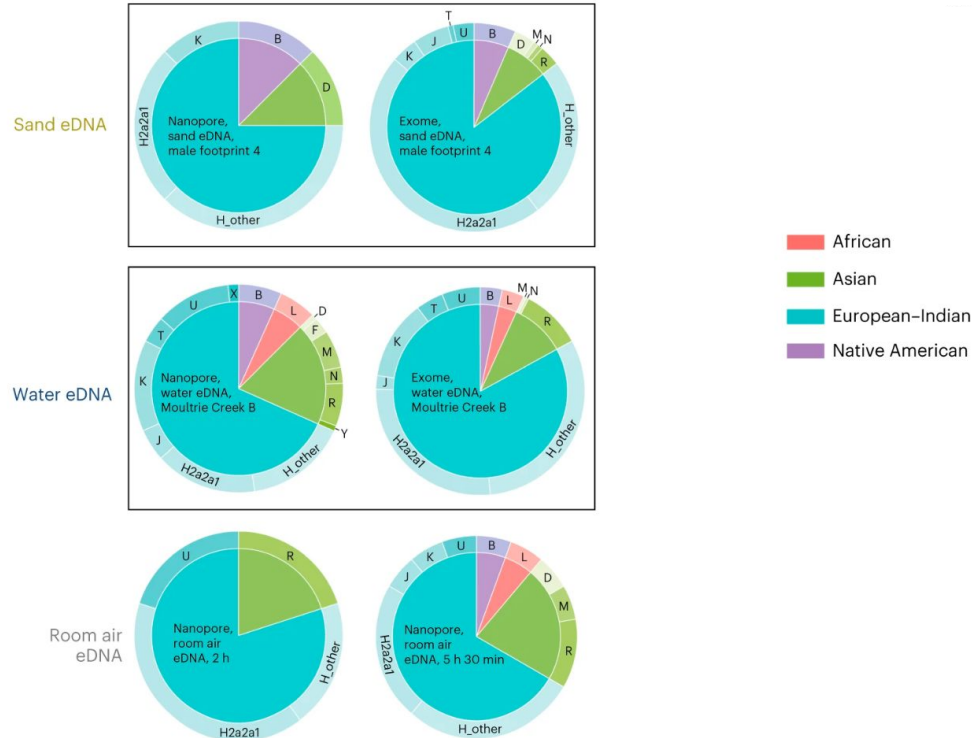 Sand eDNA
K
B
D
H2a2a1
H_other
Nanopore,
sand eDNA,
male footprint 4
T
U
B
D
M
N
R
J
K
H_other
H2a2a1
Exome,
sand eDNA,
male footprint 4
African
Asian
European–Indian
Native American
Water eDNA
X
B
L
D
F
M
N
R
Y
H_other
H2a2a1
J
K
T
U
Nanopore,
water eDNA,
Moultrie Creek B
B
L
M
N
R
H_other
H2a2a1
J
K
T
U
Exome,
water eDNA,
Moultrie Creek B
Room air
eDNA
U
R
H_other
H2a2a1
Nanopore,
room air
eDNA, 2 h
U
B
L
D
M
R
H_other
H2a2a1
J
K
Nanopore,
room air
eDNA, 5 h 30 min